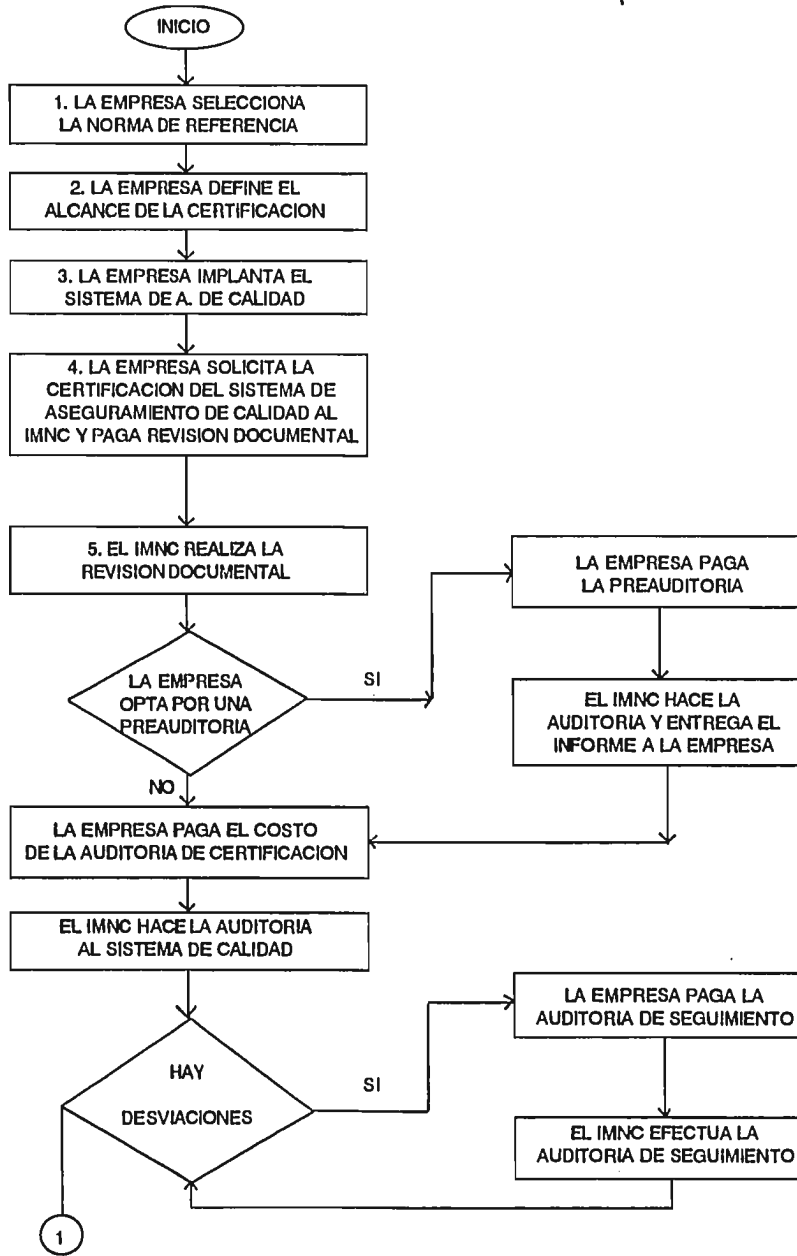 INICIO
1. LA EMPRESA SELECCIONA
LA NORMA DE REFERENCIA
2. LA EMPRESA DEFINE EL
ALCANCE DE LA CERTIFICACION
3. LA EMPRESA IMPLANTA EL
SISTEMA DE A. DE CALIDAD
4. LA EMPRESA SOLICITA LA
CERTIFICACION DEL SISTEMA DE
ASEGURAMIENTO DE CALIDAD AL
IMNC Y PAGA REVISION DOCUMENTAL
5. EL IMNC REALIZA LA
REVISION DOCUMENTAL
LA EMPRESA
OPTA POR UNA
PREAUDITORIA
SI
LA EMPRESA PAGA
LA PREAUDITORIA
EL IMNC HACE LA
AUDITORIA Y ENTREGA EL
INFORME A LA EMPRESA
NO
LA EMPRESA PAGA EL COSTO
DE LA AUDITORIA DE CERTIFICACION
EL IMNC HACE LA AUDITORIA
AL SISTEMA DE CALIDAD
HAY
DESVIACIONES
SI
LA EMPRESA PAGA LA
AUDITORIA DE SEGUIMIENTO
EL IMNC EFECTUA LA
AUDITORIA DE SEGUIMIENTO
1